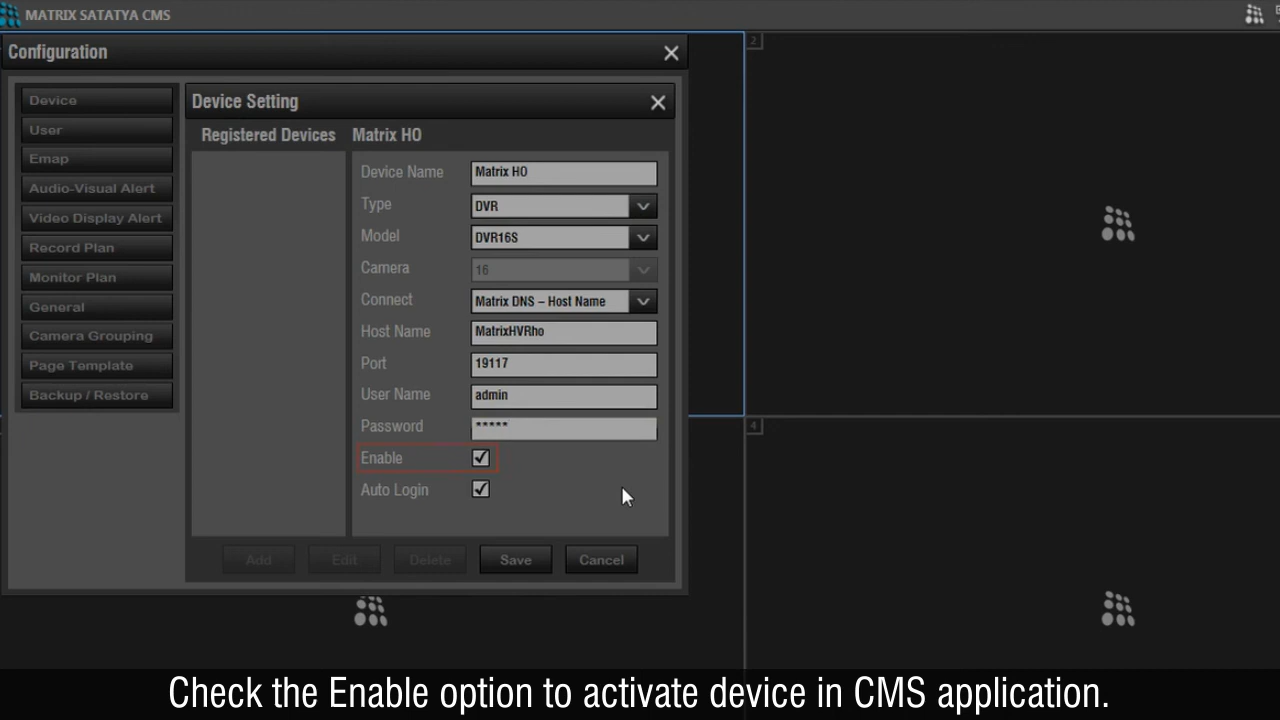 MATRIX SATATYA CMS
Configuration
2
Device
User
Emap
Audio-Visual Alert
Video Display Alert
Record Plan
Monitor Plan
General
Camera Grouping
Page Template
Backup / Restore
Device Setting
Registered Devices
Matrix HO
Device Name Matrix HO
Type DVR
Model DVR16S
Camera 16
Connect Matrix DNS – Host Name
Host Name MatrixHVRho
Port 19117
User Name admin
Password *****
Enable
Auto Login
Add Edit Delete Save Cancel
4
Check the Enable option to activate device in CMS application.